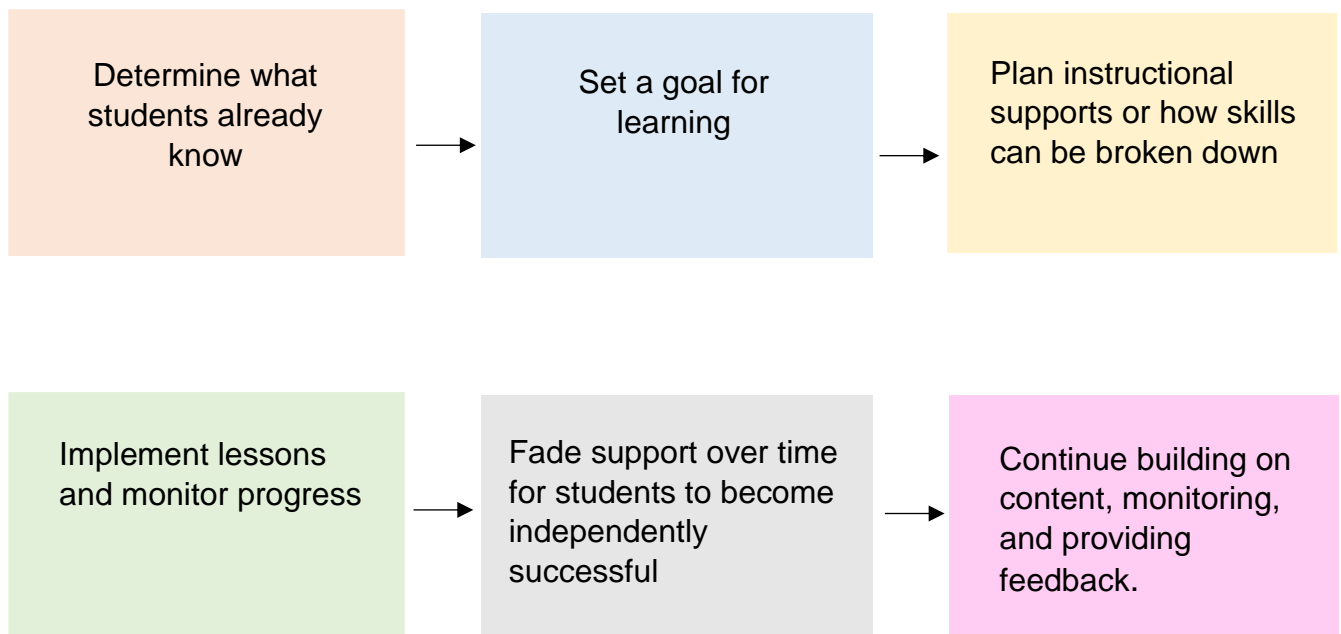 Determine what
students already
know
Set a goal for
learning
Plan instructional
supports or how skills
can be broken down
Implement lessons
and monitor progress
Fade support over time
for students to become
independently
successful
Continue building on
content, monitoring,
and providing
feedback.